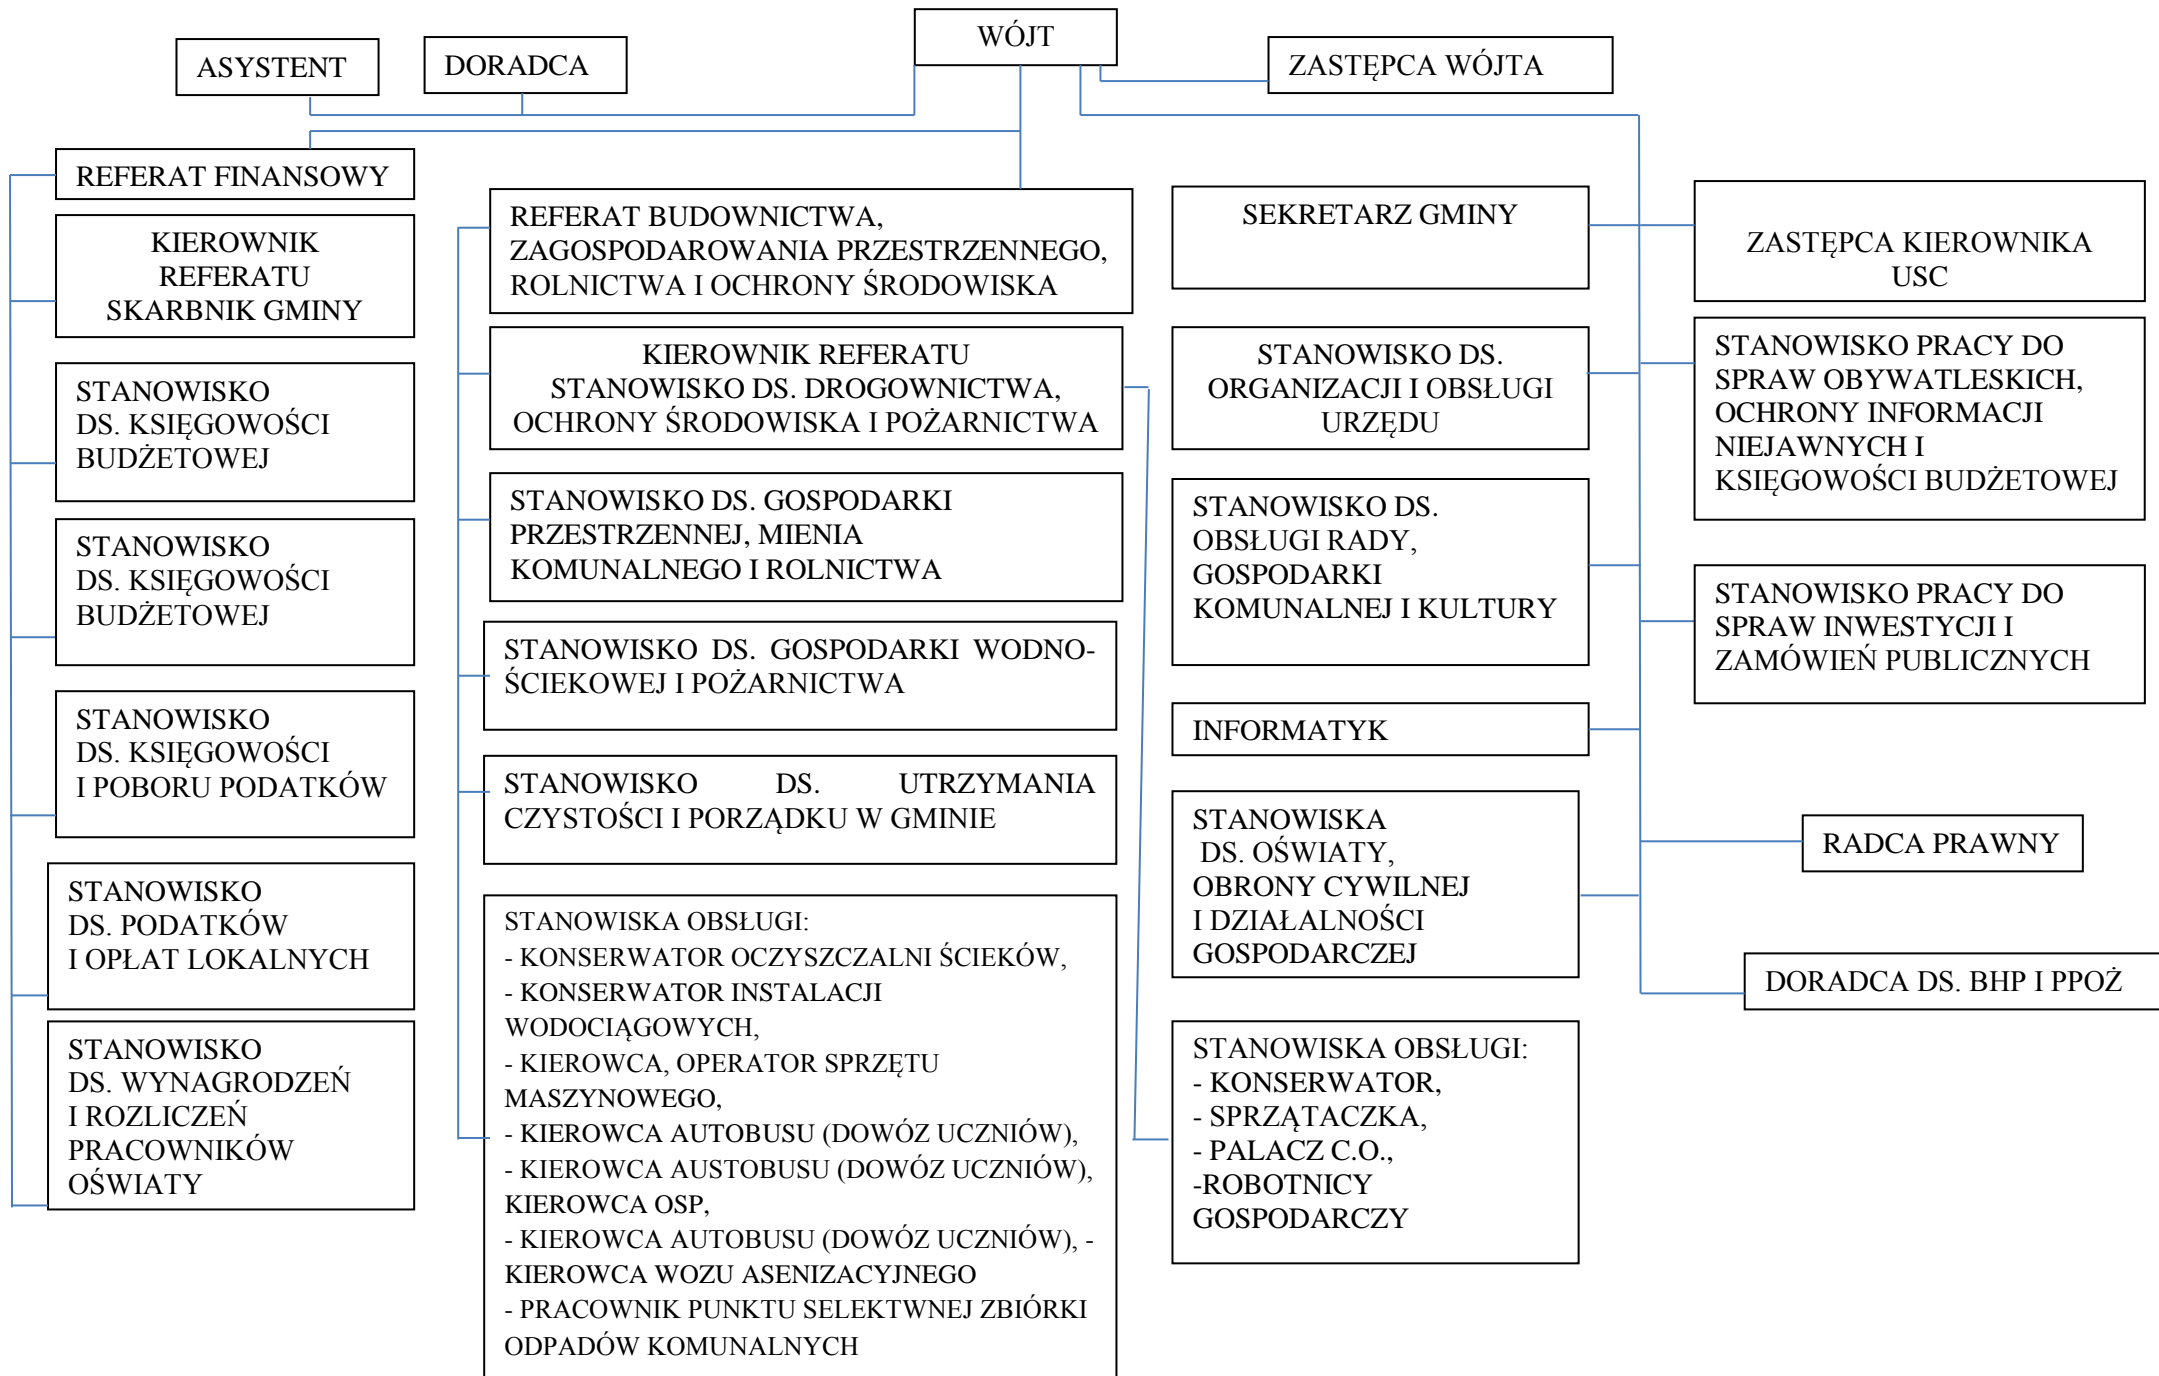 WÓJT
ASYSTENT
DORADCA
ZASTĘPCA WÓJTA
REFERAT FINANSOWY
KIEROWNIK
REFERATU
SKARBNIK GMINY
STANOWISKO
DS. KSIĘGOWOŚCI
BUDŻETOWEJ
STANOWISKO
DS. KSIĘGOWOŚCI
BUDŻETOWEJ
STANOWISKO
DS. KSIĘGOWOŚCI
I POBORU PODATKÓW
STANOWISKO
DS. PODATKÓW
I OPŁAT LOKALNYCH
STANOWISKO
DS. WYNAGRODZEŃ
I ROZLICZEŃ
PRACOWNIKÓW
OŚWIATY
REFERAT BUDOWNICTWA,
ZAGOSPODAROWANIA PRZESTRZENNEGO,
ROLNICTWA I OCHRONY ŚRODOWISKA
KIEROWNIK REFERATU
STANOWISKO DS. DROGOWNICTWA,
OCHRONY ŚRODOWISKA I POŻARNICTWA
STANOWISKO DS. GOSPODARKI
PRZESTRZENNEJ, MIENIA
KOMUNALNEGO I ROLNICTWA
STANOWISKO DS. GOSPODARKI WODNO-
ŚCIEKOWEJ I POŻARNICTWA
STANOWISKO DS. UTRZYMANIA
CZYSTOŚCI I PORZĄDKU W GMINIE
STANOWISKA OBSŁUGI:
- KONSERWATOR OCZYSZCZALNI ŚCIEKÓW,
- KONSERWATOR INSTALACJI
WODOCIĄGOWYCH,
- KIEROWCA, OPERATOR SPRZĘTU
MASZYNOWEGO,
- KIEROWCA AUTOBUSU (DOWÓZ UCZNIÓW),
- KIEROWCA AUSTOBUSU (DOWÓZ UCZNIÓW),
KIEROWCA OSP,
- KIEROWCA AUTOBUSU (DOWÓZ UCZNIÓW), -
KIEROWCA WOZU ASENIZACYJNEGO
- PRACOWNIK PUNKTU SELEKTWNEJ ZBIÓRKI
ODPADÓW KOMUNALNYCH
SEKRETARZ GMINY
STANOWISKO DS.
ORGANIZACJI I OBSŁUGI
URZĘDU
STANOWISKO DS.
OBSŁUGI RADY,
GOSPODARKI
KOMUNALNEJ I KULTURY
INFORMATYK
STANOWISKA
DS. OŚWIATY,
OBRONY CYWILNEJ
I DZIAŁALNOŚCI
GOSPODARCZEJ
STANOWISKA OBSŁUGI:
- KONSERWATOR,
- SPRZĄTACZKA,
- PALACZ C.O.,
-ROBOTNICY
GOSPODARCZY
ZASTĘPCA KIEROWNIKA
USC
STANOWISKO PRACY DO
SPRAW OBYWATLESKICH,
OCHRONY INFORMACJI
NIEJAWNYCH I
KSIĘGOWOŚCI BUDŻETOWEJ
STANOWISKO PRACY DO
SPRAW INWESTYCJI I
ZAMÓWIEŃ PUBLICZNYCH
RADCA PRAWNY
DORADCA DS. BHP I PPOŻ